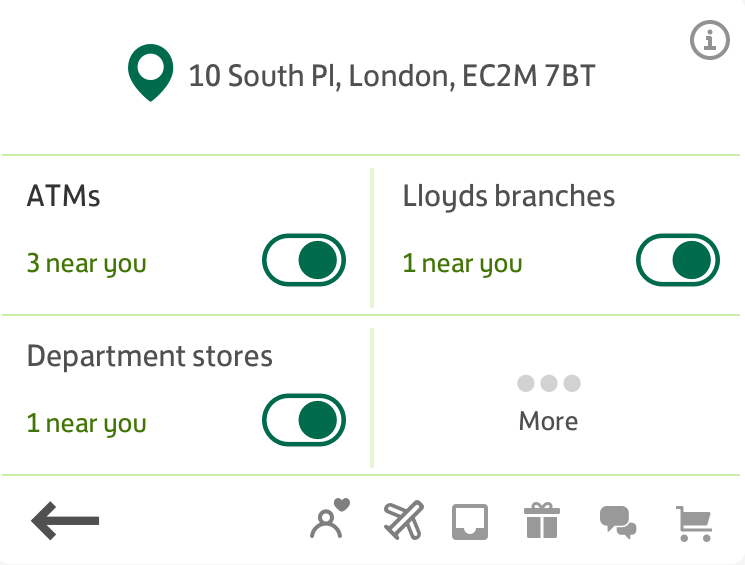 10 South Pl, London, EC2M 7BT
ATMs
3 near you
Lloyds branches
1 near you
Department stores
1 near you
More